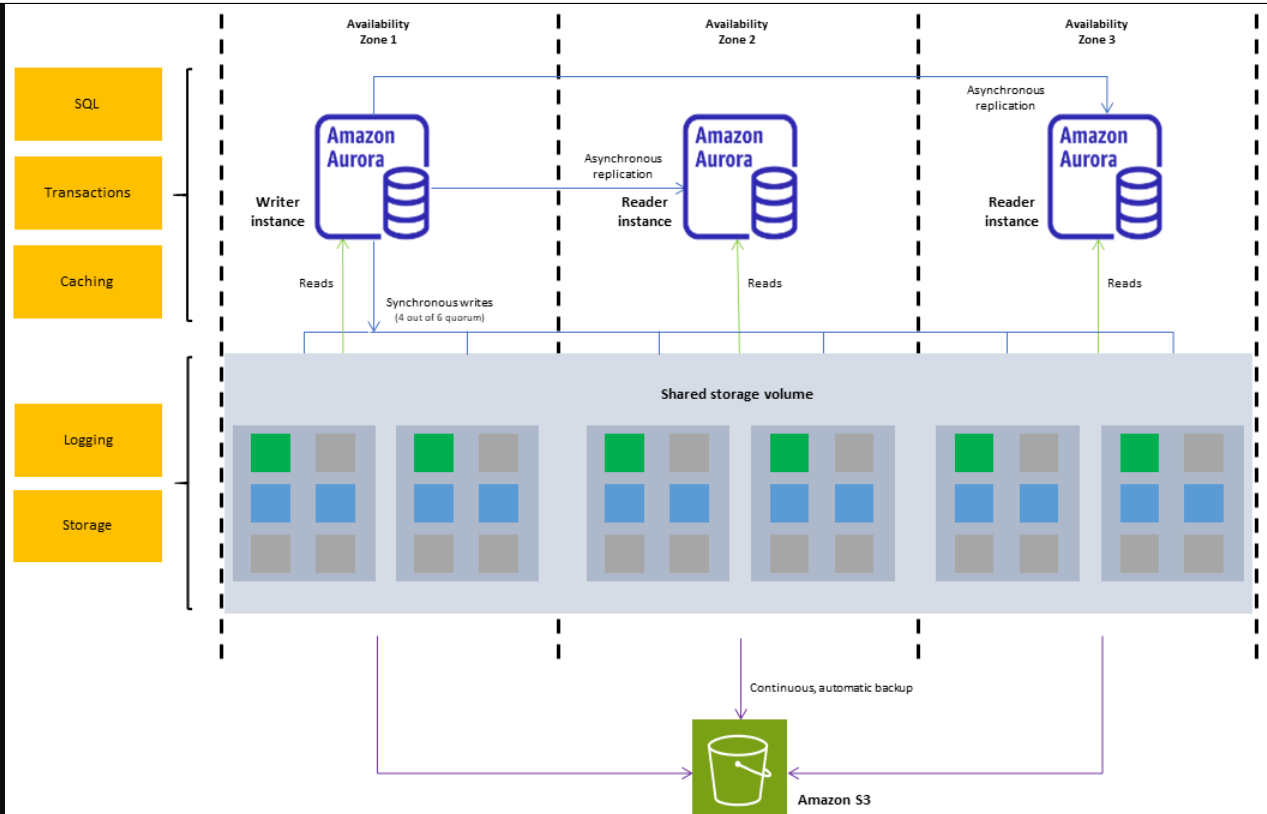 Availability
Zone 1
Availability
Zone 2
Availability
Zone 3
SQL
Transactions
Caching
Amazon
Aurora
Writer
instance
Asynchronous
replication
Amazon
Aurora
Reader
instance
Asynchronous
replication
Amazon
Aurora
Reader
instance
Reads
Synchronous writes
(4 out of 6 quorum)
Reads
Reads
Logging
Storage
Shared storage volume
Continuous, automatic backup
Amazon S3